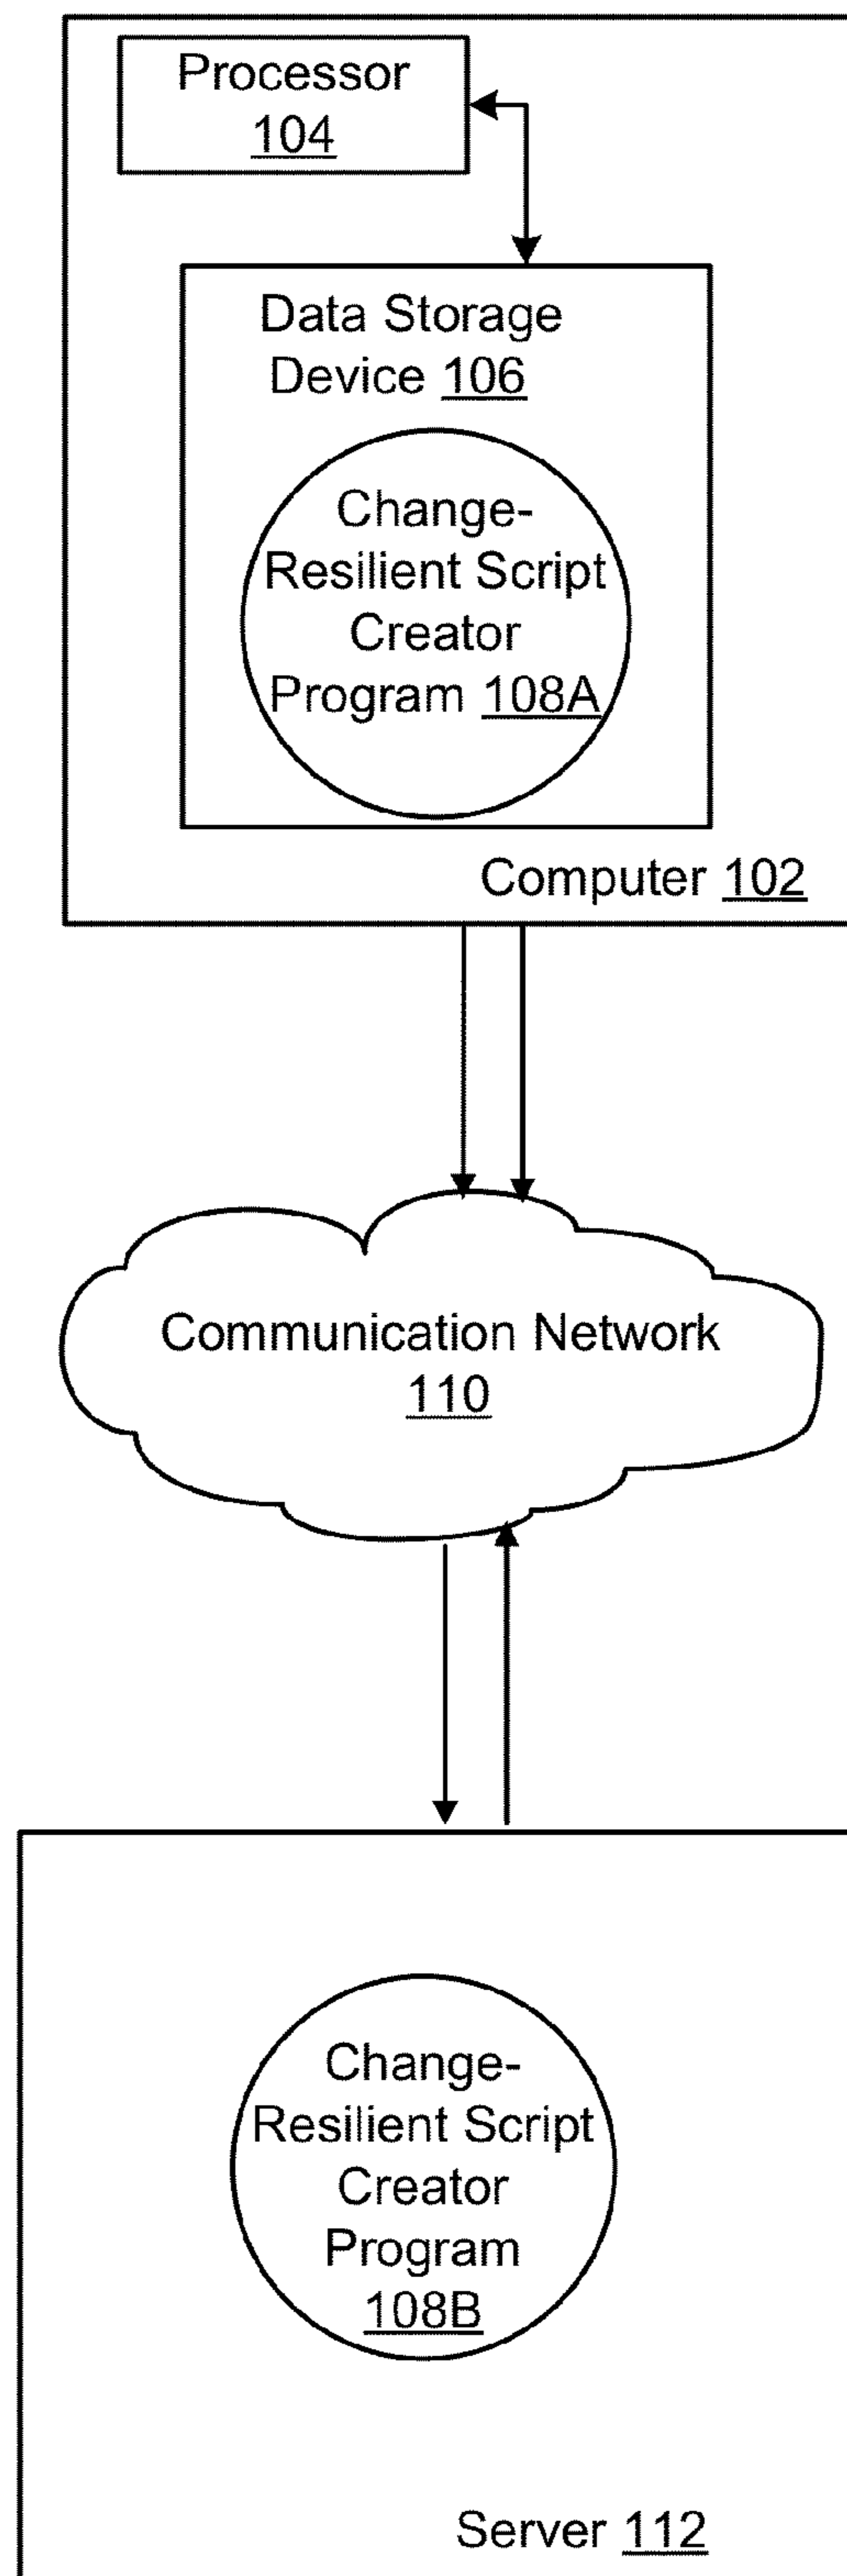 Processor
104
Data Storage
Device 106
Change-
Resilient Script
Creator
Program 108A
Computer 102
Communication Network
110
Change-
Resilient Script
Creator
Program
108B
Server 112